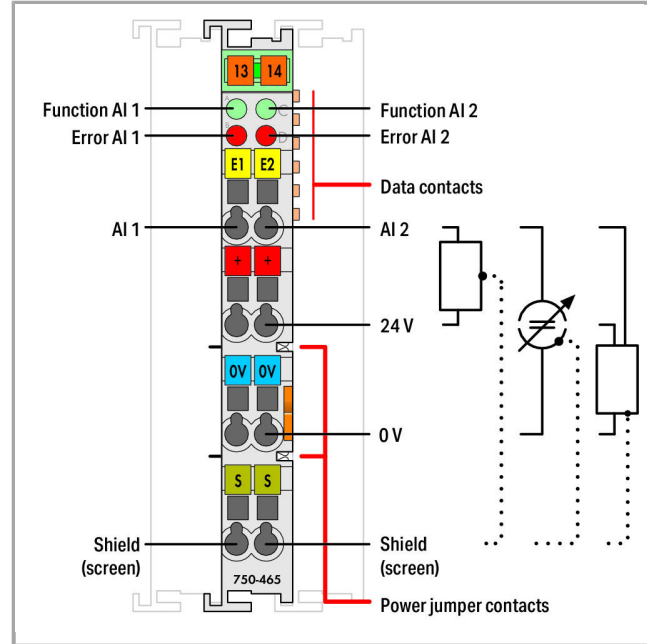 13 14
A C
Function AI 1 Function AI 2
B D
Error AI 1 Error AI 2
E1 E2
Data contacts
AI 1 AI 2
+ +
24 V
0V 0V
0 V
S S
Shield
(screen)
Shield
(screen)
750-465
Power jumper contacts